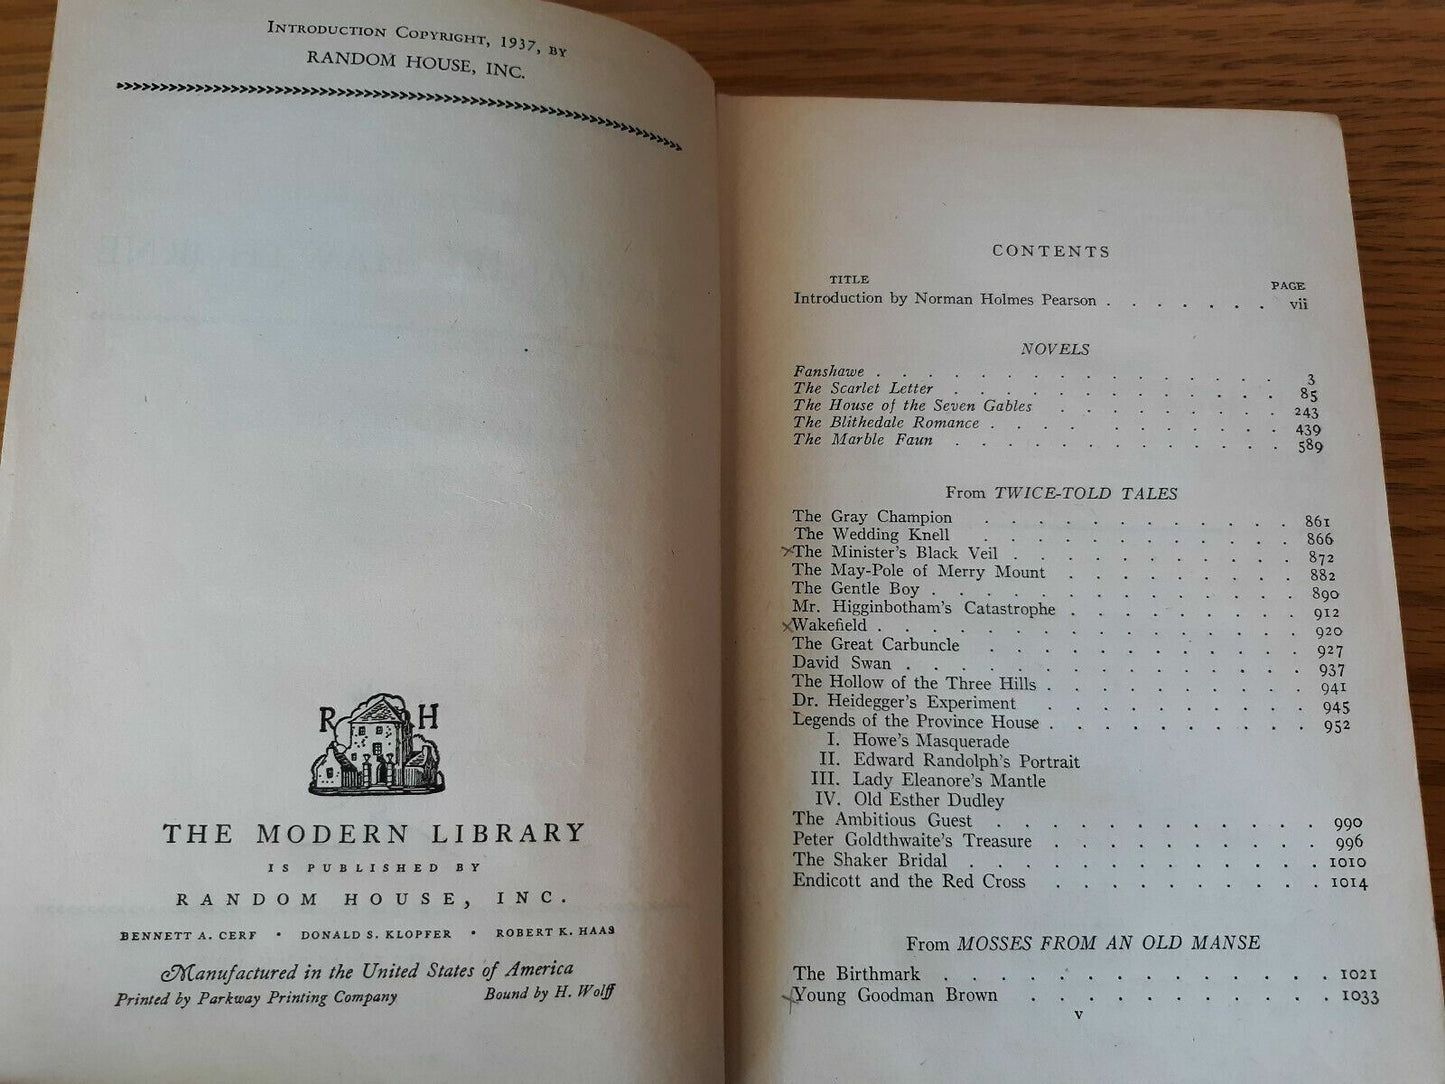 INTRODUCTION COPYRIGHT, 1937, BY
RANDOM HOUSE, INC.
R H
THE MODERN LIBRARY
IS PUBLISHED BY
RANDOM HOUSE, INC.
BENNETT A. CERF • DONALD S. KLOPFER • ROBERT K. HAAS
Manufactured in the United States of America
Printed by Parkway Printing Company Bound by H. Wolff
CONTENTS
TITLE PAGE
Introduction by Norman Holmes Pearson . . . . . . . vii
NOVELS
Fanshawe . . . . . . . . . . . . . . . . 3
The Scarlet Letter . . . . . . . . . . . . . 85
The House of the Seven Gables . . . . . . . . . 243
The Blithedale Romance . . . . . . . . . . . 439
The Marble Faun . . . . . . . . . . . . . 589
From TWICE-TOLD TALES
The Gray Champion . . . . . . . . . . . . 861
The Wedding Knell . . . . . . . . . . . . 866
×The Minister's Black Veil . . . . . . . . . . . 872
The May-Pole of Merry Mount . . . . . . . . . 882
The Gentle Boy . . . . . . . . . . . . . . 890
Mr. Higginbotham's Catastrophe . . . . . . . . . 912
×Wakefield . . . . . . . . . . . . . . . . 920
The Great Carbuncle . . . . . . . . . . . . 927
David Swan . . . . . . . . . . . . . . . 937
The Hollow of the Three Hills . . . . . . . . . . 941
Dr. Heidegger's Experiment . . . . . . . . . . 945
Legends of the Province House . . . . . . . . . . 952
I. Howe's Masquerade
II. Edward Randolph's Portrait
III. Lady Eleanore's Mantle
IV. Old Esther Dudley
The Ambitious Guest . . . . . . . . . . . . 990
Peter Goldthwaite's Treasure . . . . . . . . . . 996
The Shaker Bridal . . . . . . . . . . . . . 1010
Endicott and the Red Cross . . . . . . . . . . 1014
From MOSSES FROM AN OLD MANSE
The Birthmark . . . . . . . . . . . . . . 1021
×Young Goodman Brown . . . . . . . . . . . 1033
v